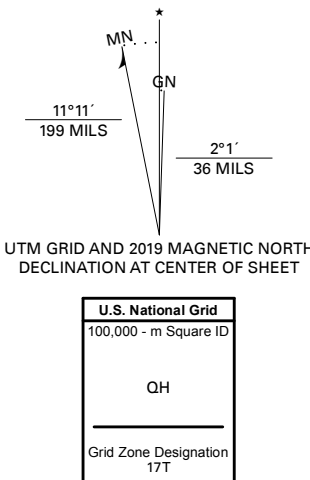 ★
MN
GN
11°11´
199 MILS
2°1´
36 MILS
UTM GRID AND 2019 MAGNETIC NORTH
DECLINATION AT CENTER OF SHEET
U.S. National Grid
100,000 - m Square ID
QH
Grid Zone Designation
17T